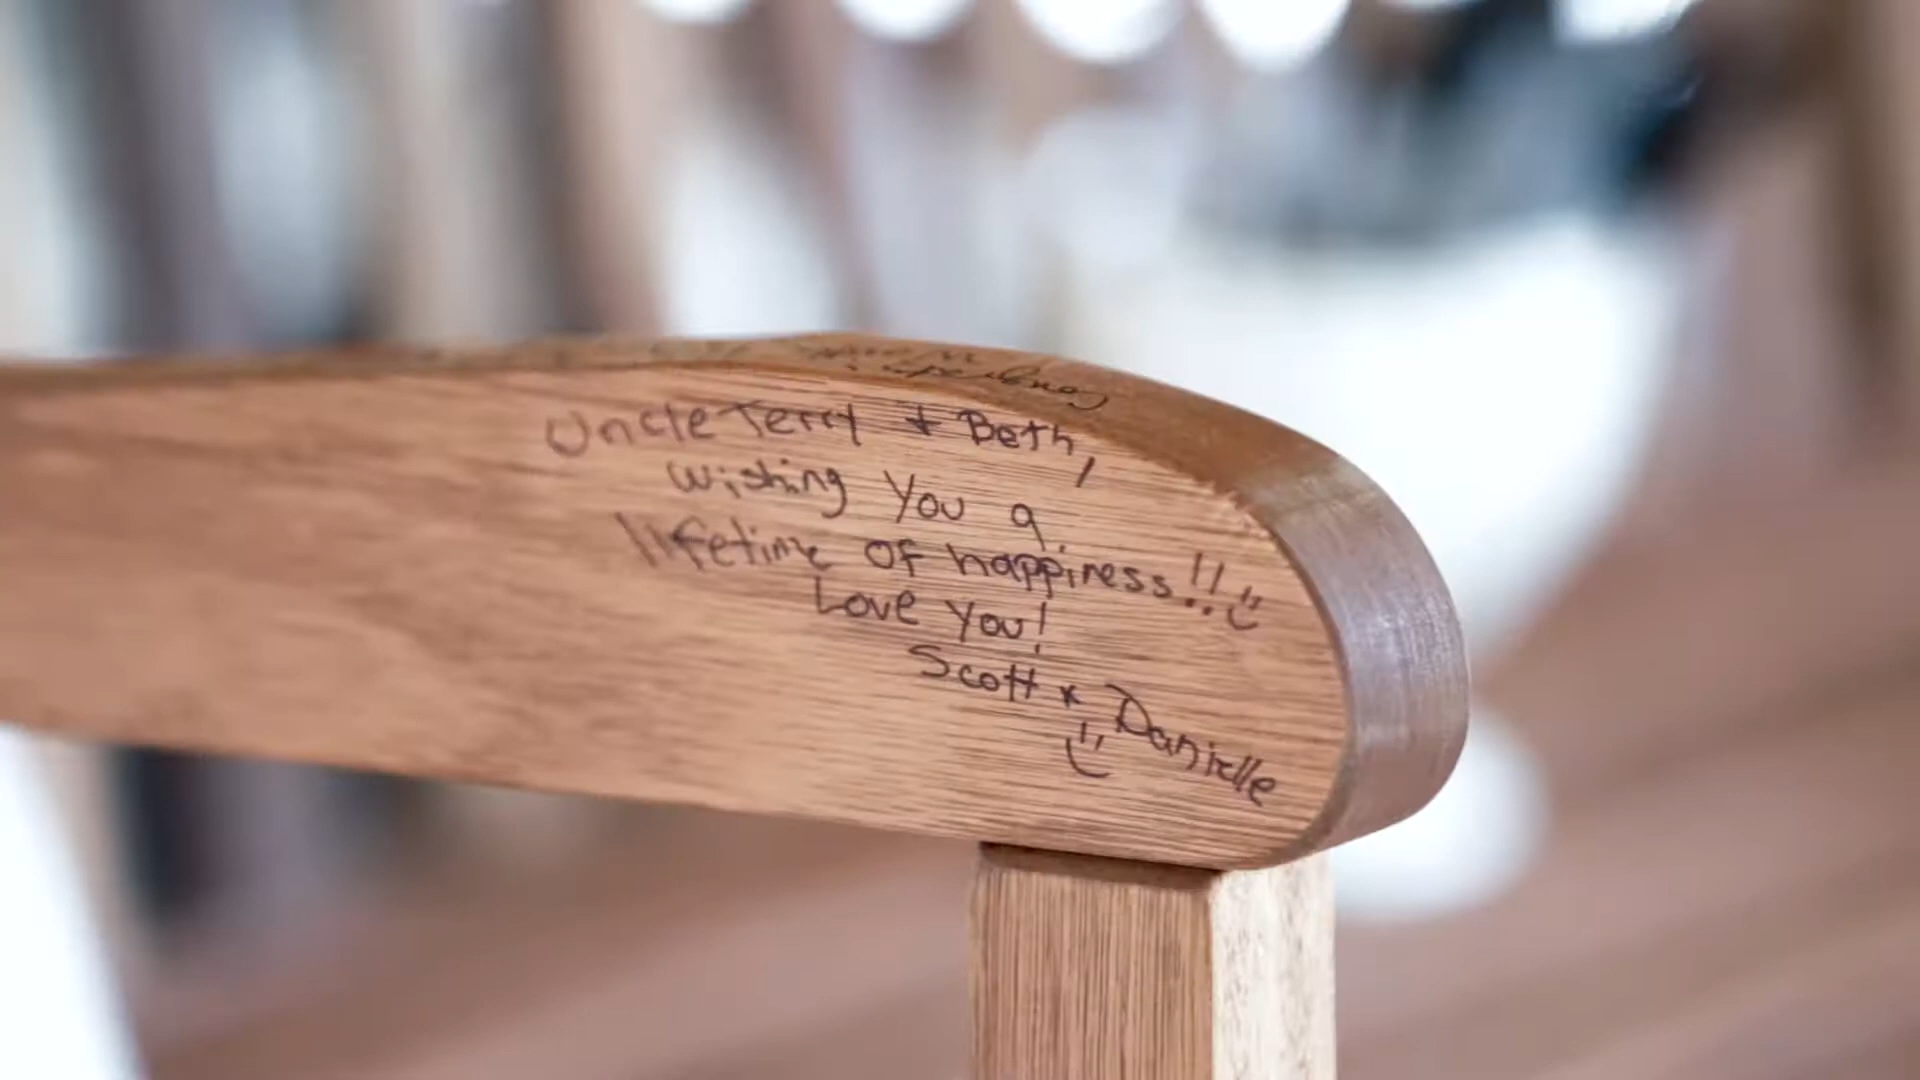 Uncle Terry + Beth,
wishing you a
lifetime of happiness!!
Love you!
Scott + Danielle